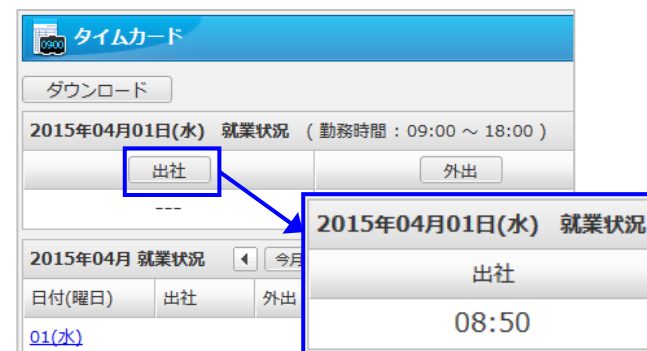 0900 タイムカード
ダウンロード
2015年04月01日(水) 就業状況 ( 勤務時間：09:00 ～ 18:00 )
出社 外出
---
2015年04月 就業状況 今月
日付(曜日) 出社 外出
01(水)
2015年04月01日(水) 就業状況
出社
08:50